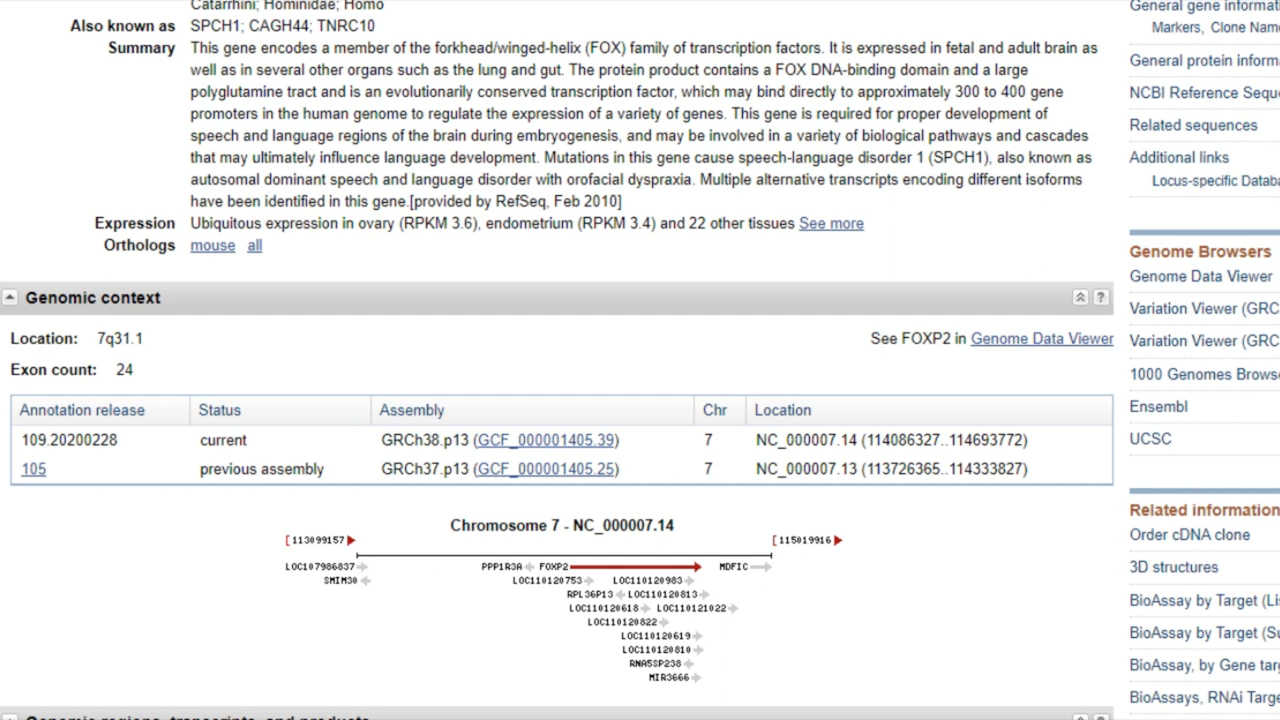 Catarrhini; Hominidae; Homo
Also known as SPCH1; CAGH44; TNRC10
Summary This gene encodes a member of the forkhead/winged-helix (FOX) family of transcription factors. It is expressed in fetal and adult brain as
well as in several other organs such as the lung and gut. The protein product contains a FOX DNA-binding domain and a large
polyglutamine tract and is an evolutionarily conserved transcription factor, which may bind directly to approximately 300 to 400 gene
promoters in the human genome to regulate the expression of a variety of genes. This gene is required for proper development of
speech and language regions of the brain during embryogenesis, and may be involved in a variety of biological pathways and cascades
that may ultimately influence language development. Mutations in this gene cause speech-language disorder 1 (SPCH1), also known as
autosomal dominant speech and language disorder with orofacial dyspraxia. Multiple alternative transcripts encoding different isoforms
have been identified in this gene.[provided by RefSeq, Feb 2010]
Expression Ubiquitous expression in ovary (RPKM 3.6), endometrium (RPKM 3.4) and 22 other tissues See more
Orthologs mouse all
Genomic context
Location: 7q31.1
See FOXP2 in Genome Data Viewer
Exon count: 24
Annotation release Status Assembly Chr Location
109.20200228 current GRCh38.p13 (GCF_000001405.39) 7 NC_000007.14 (114086327..114693772)
105 previous assembly GRCh37.p13 (GCF_000001405.25) 7 NC_000007.13 (113726365..114333827)
Chromosome 7 - NC_000007.14
[113099157 [115019916
LOC107986837 PPP1R3A FOXP2 MDFIC
SMIM30 LOC110120753 LOC110120983
RPL36P13 LOC110120813
LOC110120618 LOC110121022
LOC110120822
LOC110120619
LOC110120810
RNA5SP238
MIR3666
Genomic regions, transcripts, and products
General gene informati
Markers, Clone Name
General protein inform
NCBI Reference Sequ
Related sequences
Additional links
Locus-specific Databa
Genome Browsers
Genome Data Viewer
Variation Viewer (GRC
Variation Viewer (GRC
1000 Genomes Browse
Ensembl
UCSC
Related information
Order cDNA clone
3D structures
BioAssay by Target (Li
BioAssay by Target (Su
BioAssay, by Gene targ
BioAssays, RNAi Targe